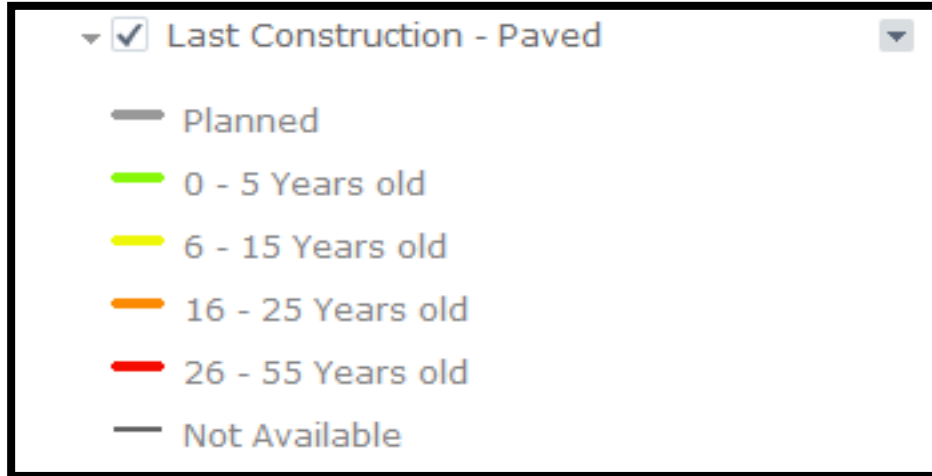 Last Construction - Paved
Planned
0 - 5 Years old
6 - 15 Years old
16 - 25 Years old
26 - 55 Years old
Not Available